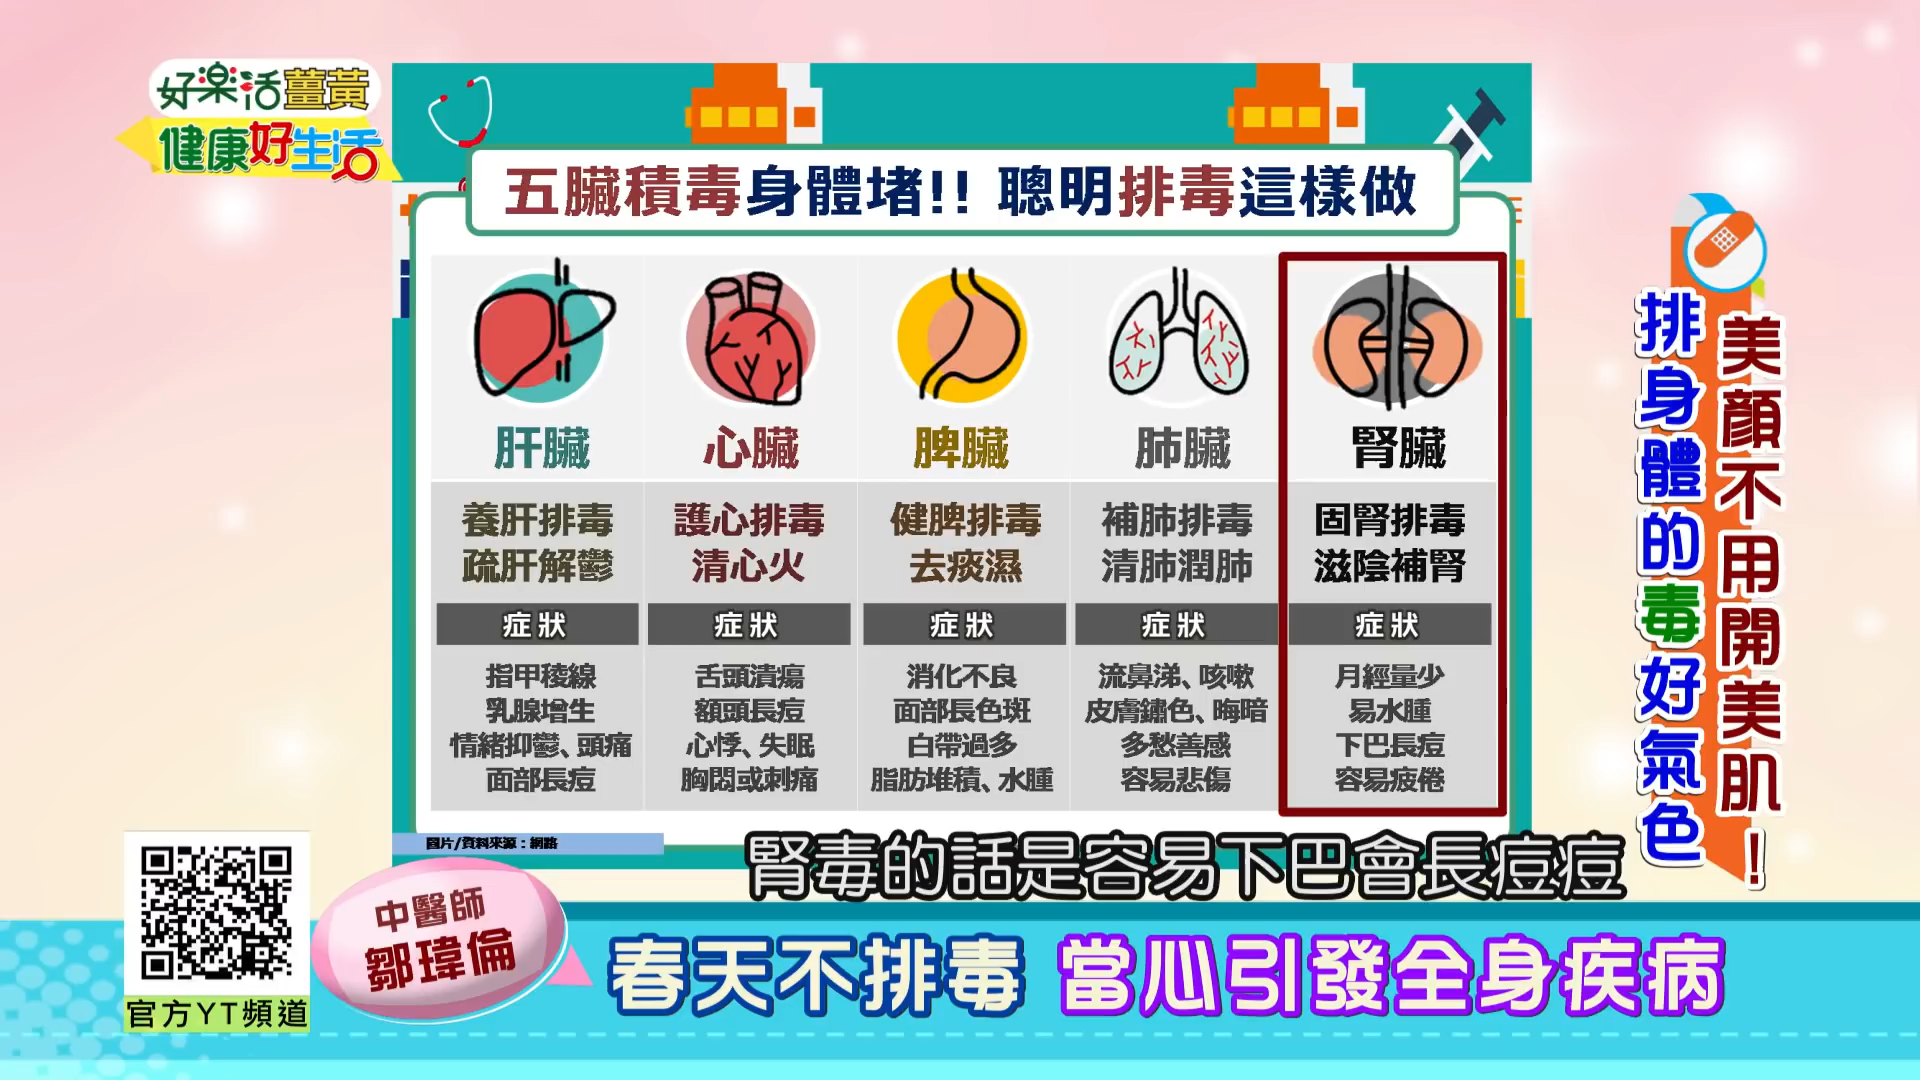 好樂活薑黃
健康好生活
五臟積毒身體堵!! 聰明排毒這樣做
肝臟
養肝排毒
疏肝解鬱
症狀
指甲稜線
乳腺增生
情緒抑鬱、頭痛
面部長痘
心臟
護心排毒
清心火
症狀
舌頭潰瘍
額頭長痘
心悸、失眠
胸悶或刺痛
脾臟
健脾排毒
去痰濕
症狀
消化不良
面部長色斑
白帶過多
脂肪堆積、水腫
肺臟
補肺排毒
清肺潤肺
症狀
流鼻涕、咳嗽
皮膚鏽色、晦暗
多愁善感
容易悲傷
腎臟
固腎排毒
滋陰補腎
症狀
月經量少
易水腫
下巴長痘
容易疲倦
圖片/資料來源：網路
美顏不用開美肌！
排身體的毒好氣色
腎毒的話是容易下巴會長痘痘
中醫師
鄒瑋倫
春天不排毒 當心引發全身疾病
官方YT頻道